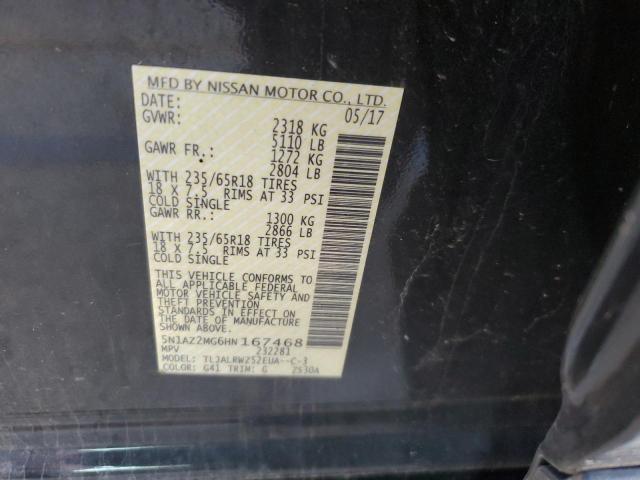 MFD BY NISSAN MOTOR CO., LTD.
DATE: 05/17
GVWR: 2318 KG
5110 LB
GAWR FR.: 1272 KG
2804 LB
WITH 235/65R18 TIRES
18 X 7.5 RIMS AT 33 PSI
COLD SINGLE
GAWR RR.: 1300 KG
2866 LB
WITH 235/65R18 TIRES
18 X 7.5 RIMS AT 33 PSI
COLD SINGLE
THIS VEHICLE CONFORMS TO
ALL APPLICABLE FEDERAL
MOTOR VEHICLE SAFETY AND
THEFT PREVENTION
STANDARDS IN EFFECT ON
THE DATE OF MANUFACTURE
SHOWN ABOVE.
5N1AZ2MG6HN167468
MPV 232281
MODEL: TLJALRWZ52EUA--C-3
COLOR: G41 TRIM: G 2530A